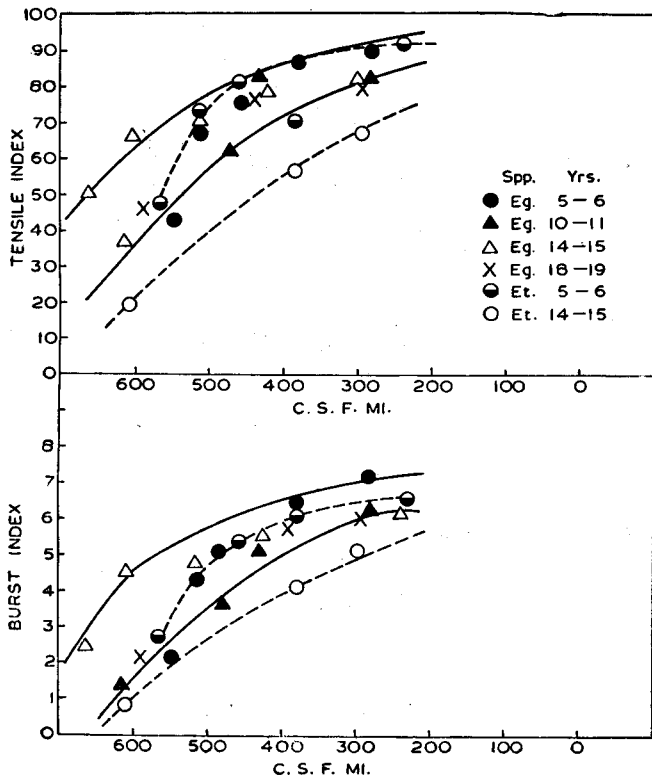 100
90
80
70
60
50
40
30
20
10
0
TENSILE INDEX
600 500 400 300 200 100 0
C. S. F. MI.
Spp. Yrs.
Eg. 5 – 6
Eg. 10 – 11
Eg. 14 – 15
Eg. 18 – 19
Et. 5 – 6
Et. 14 – 15
8
7
6
5
4
3
2
1
0
BURST INDEX
600 500 400 300 200 100 0
C. S. F. MI.